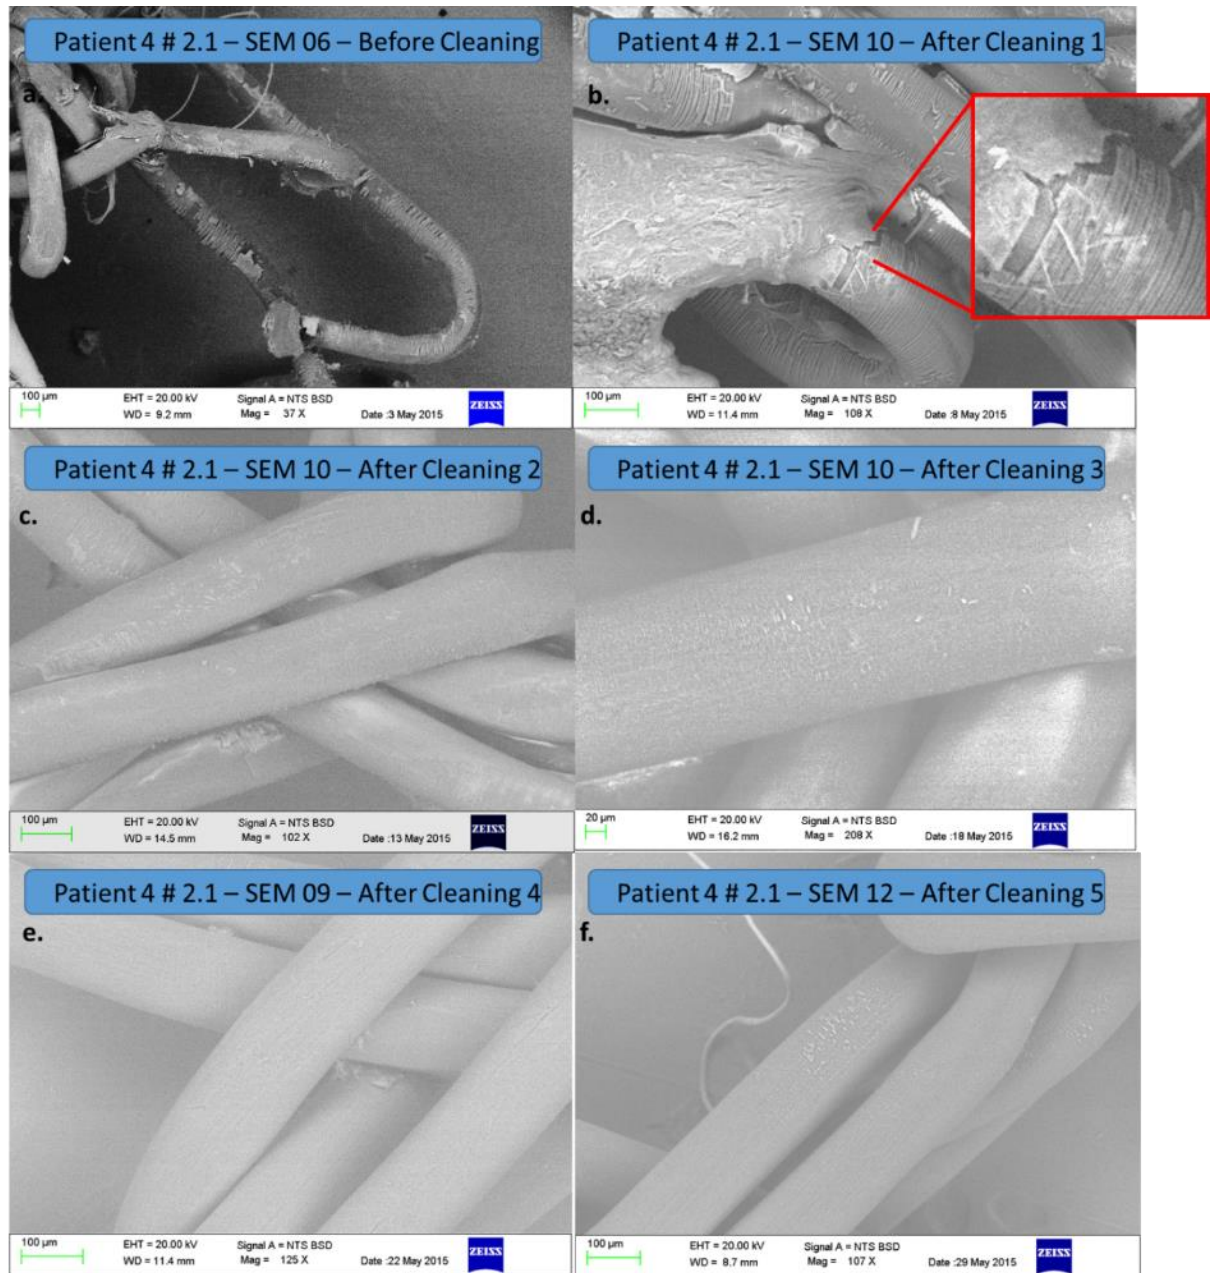 Patient 4 # 2.1 – SEM 06 – Before Cleaning
a.
100 µm
EHT = 20.00 kV
WD = 9.2 mm
Signal A = NTS BSD
Mag = 37 X
Date :3 May 2015
ZEISS
Patient 4 # 2.1 – SEM 10 – After Cleaning 1
b.
100 µm
EHT = 20.00 kV
WD = 11.4 mm
Signal A = NTS BSD
Mag = 108 X
Date :8 May 2015
ZEISS
Patient 4 # 2.1 – SEM 10 – After Cleaning 2
c.
100 µm
EHT = 20.00 kV
WD = 14.5 mm
Signal A = NTS BSD
Mag = 102 X
Date :13 May 2015
ZEISS
Patient 4 # 2.1 – SEM 10 – After Cleaning 3
d.
20 µm
EHT = 20.00 kV
WD = 16.2 mm
Signal A = NTS BSD
Mag = 208 X
Date :18 May 2015
ZEISS
Patient 4 # 2.1 – SEM 09 – After Cleaning 4
e.
100 µm
EHT = 20.00 kV
WD = 11.4 mm
Signal A = NTS BSD
Mag = 125 X
Date :22 May 2015
ZEISS
Patient 4 # 2.1 – SEM 12 – After Cleaning 5
f.
100 µm
EHT = 20.00 kV
WD = 8.7 mm
Signal A = NTS BSD
Mag = 107 X
Date :29 May 2015
ZEISS